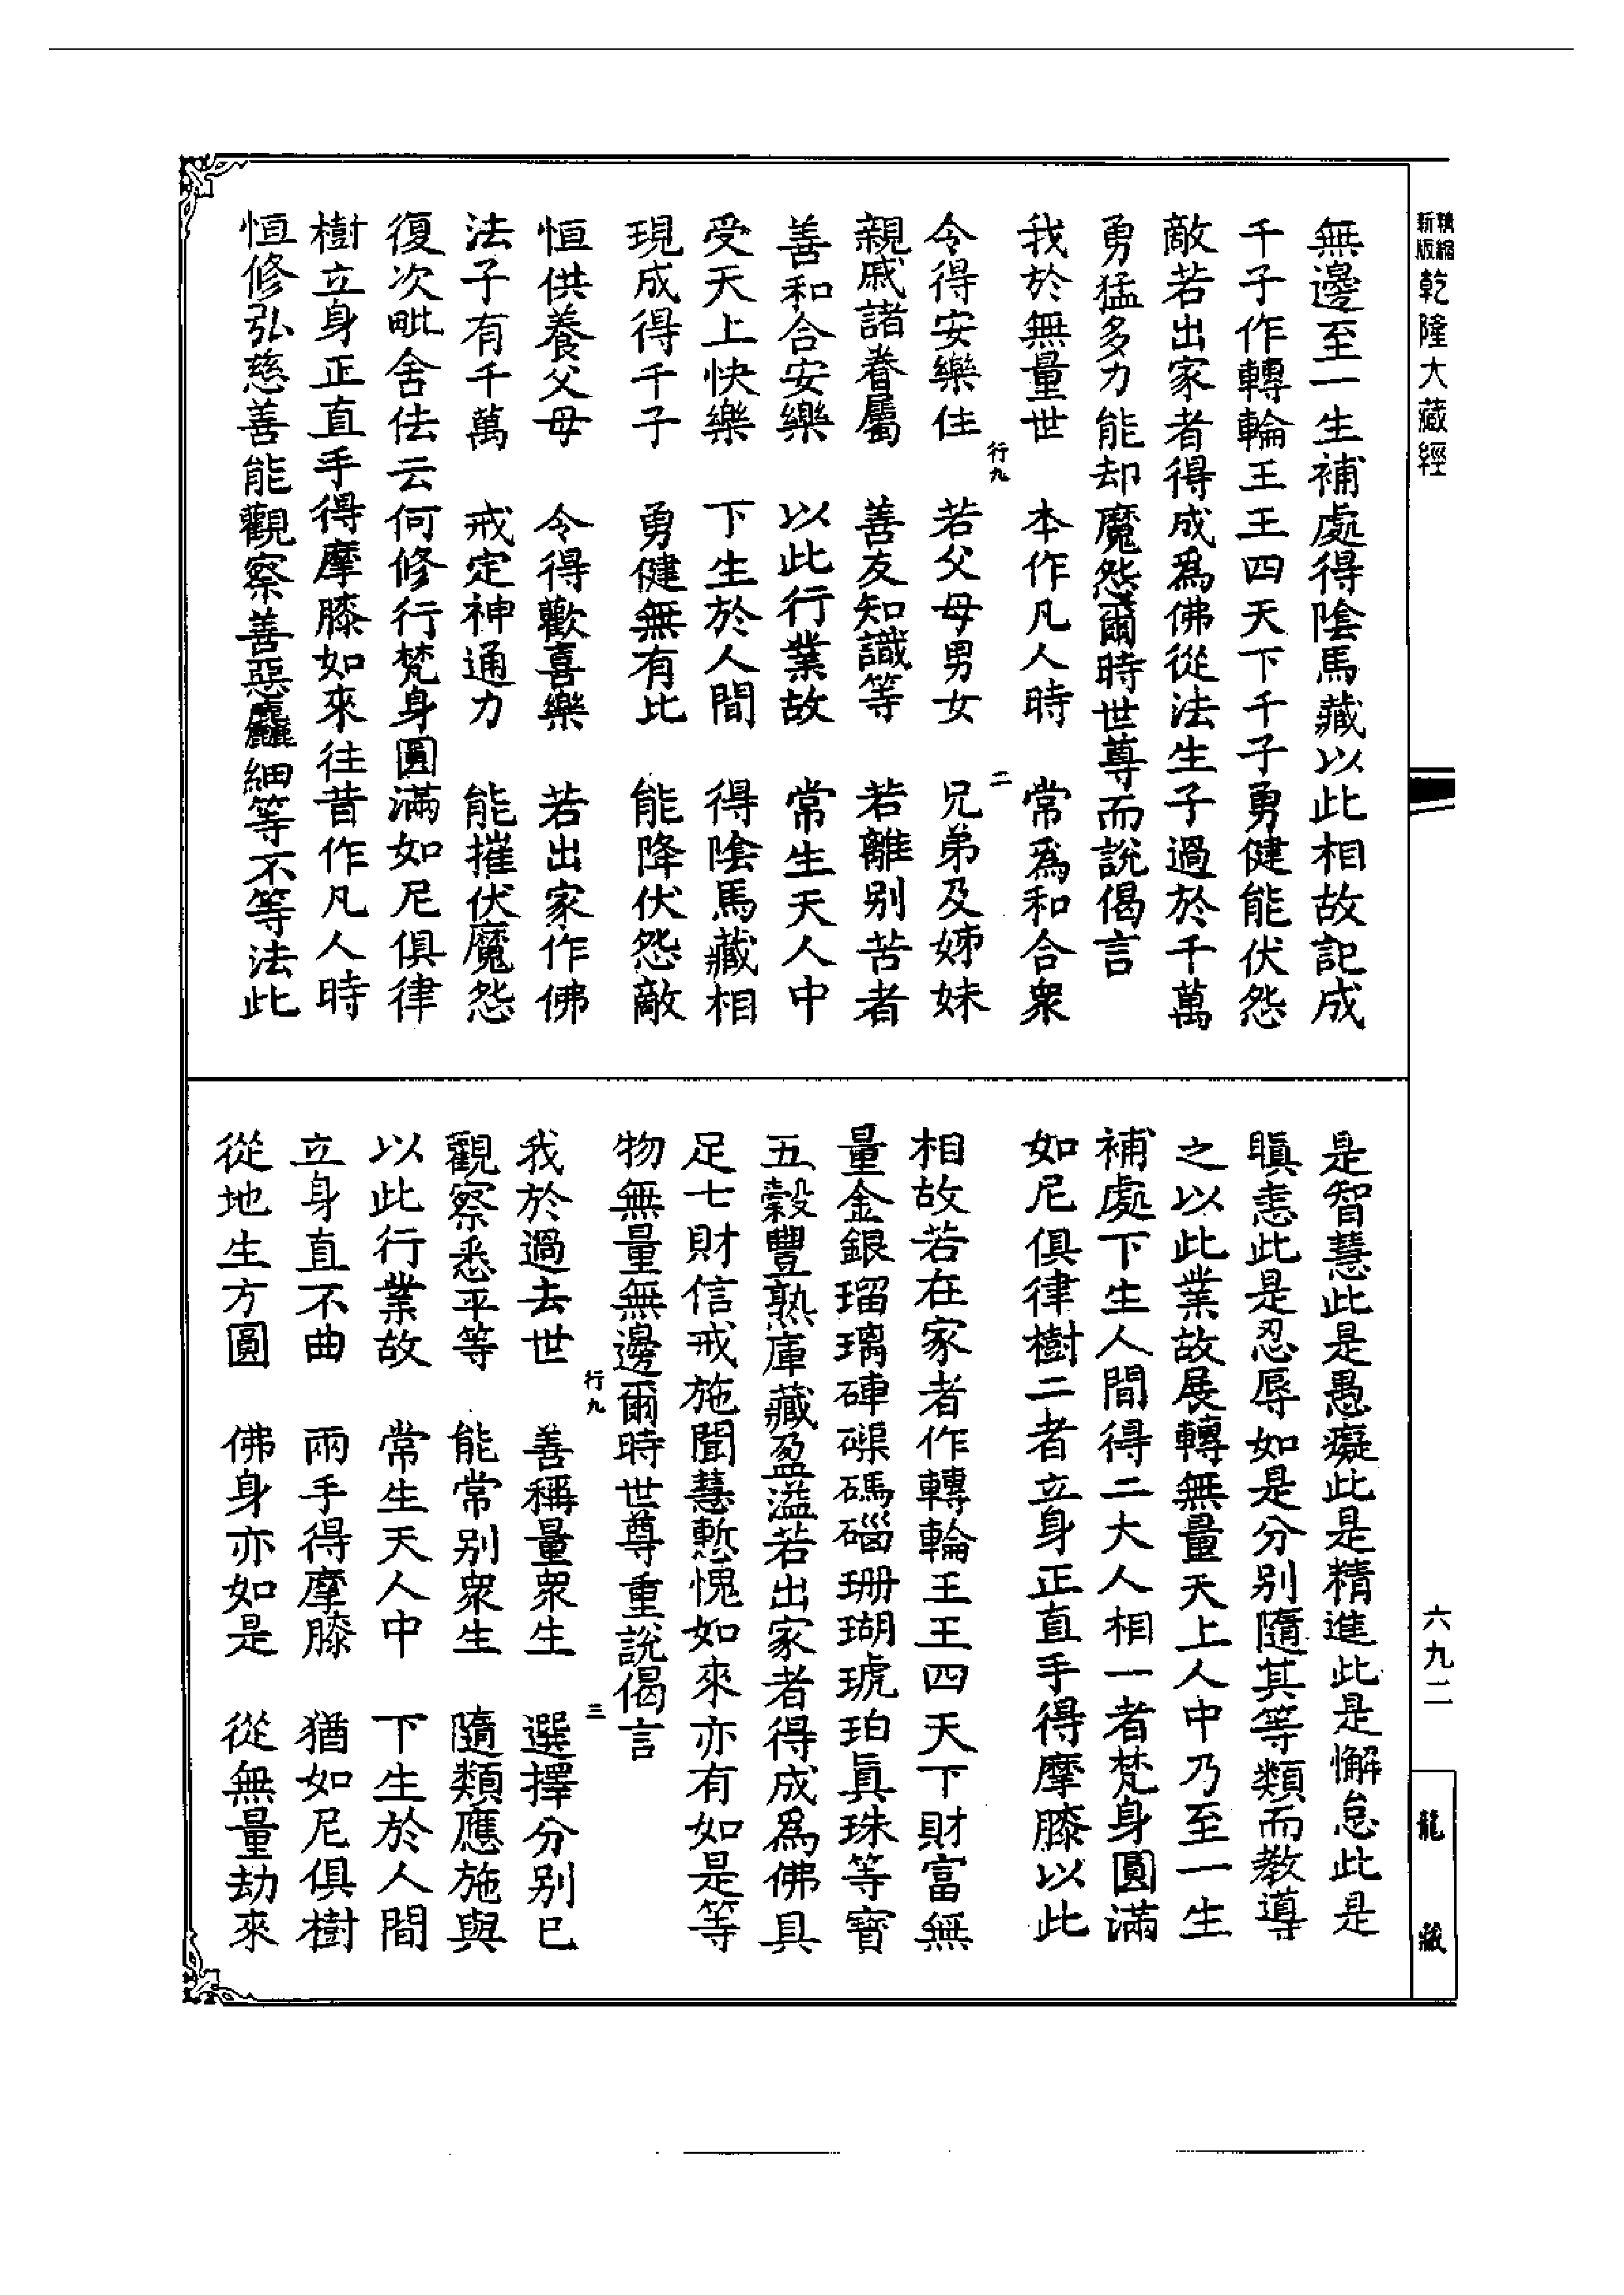 精縮新版乾隆大藏經
無邊至一生補處得陰馬藏以此相故記成
千子作轉輪王王四天下千子勇健能伏怨
敵若出家者得成爲佛從法生子過於千萬
勇猛多力能却魔怨爾時世尊而說偈言
我於無量世　本作凡人時　常爲和合衆
行九　二
令得安樂住　若父母男女　兄弟及姊妹
親戚諸眷屬　善友知識等　若離別苦者
善和合安樂　以此行業故　常生天人中
受天上快樂　下生於人間　得陰馬藏相
現成得千子　勇健無有比　能降伏怨敵
恒供養父母　令得歡喜樂　若出家作佛
法子有千萬　戒定神通力　能摧伏魔怨
復次毗舍佉云何修行梵身圓滿如尼俱律
樹立身正直手得摩膝如來往昔作凡人時
恒修弘慈善能觀察善惡麤細等不等法此
是智慧此是愚癡此是精進此是懈怠此是
瞋恚此是忍辱如是分別隨其等類而教導
之以此業故展轉無量天上人中乃至一生
補處下生人間得二大人相一者梵身圓滿
如尼俱律樹二者立身正直手得摩膝以此
相故若在家者作轉輪王王四天下財富無
量金銀瑠璃硨磲碼碯珊瑚琥珀眞珠等寶
五穀豐熟庫藏盈溢若出家者得成爲佛具
足七財信戒施聞慧慙愧如來亦有如是等
物無量無邊爾時世尊重說偈言
行九　三
我於過去世　善稱量衆生　選擇分別已
觀察悉平等　能常別衆生　隨類應施與
以此行業故　常生天人中　下生於人間
立身直不曲　兩手得摩膝　猶如尼俱樹
從地生方圓　佛身亦如是　從無量劫來
六九二
龍藏